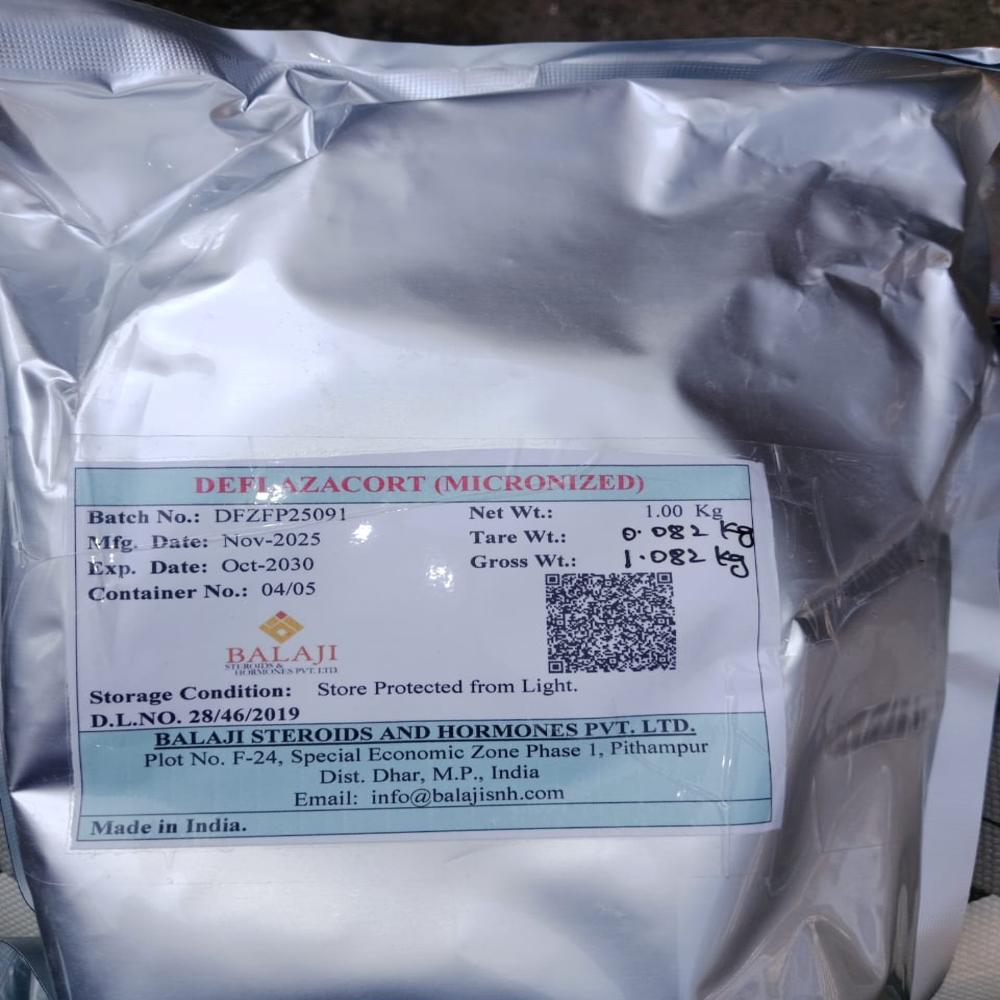 DEFLAZACORT (MICRONIZED)
Batch No.: DFZFP25091 Net Wt.: 1.00 Kg
Mfg. Date: Nov-2025 Tare Wt.: 0.082 kg
Exp. Date: Oct-2030 Gross Wt.: 1.082 kg
Container No.: 04/05
BALAJI
STEROIDS &
HORMONES PVT. LTD.
Storage Condition: Store Protected from Light.
D.L.NO. 28/46/2019
BALAJI STEROIDS AND HORMONES PVT. LTD.
Plot No. F-24, Special Economic Zone Phase 1, Pithampur
Dist. Dhar, M.P., India
Email: info@balajisnh.com
Made in India.